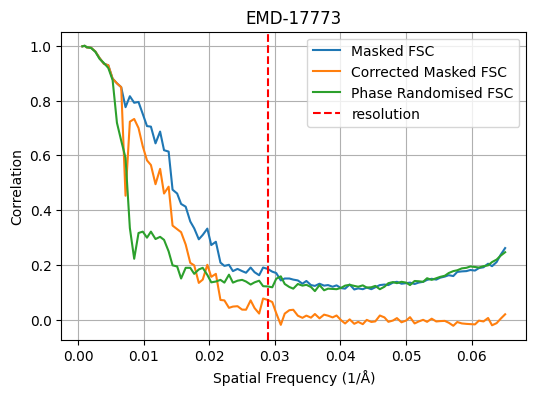 EMD-17773
Masked FSC
Corrected Masked FSC
Phase Randomised FSC
resolution
Correlation
1.0
0.8
0.6
0.4
0.2
0.0
0.00 0.01 0.02 0.03 0.04 0.05 0.06
Spatial Frequency (1/Å)